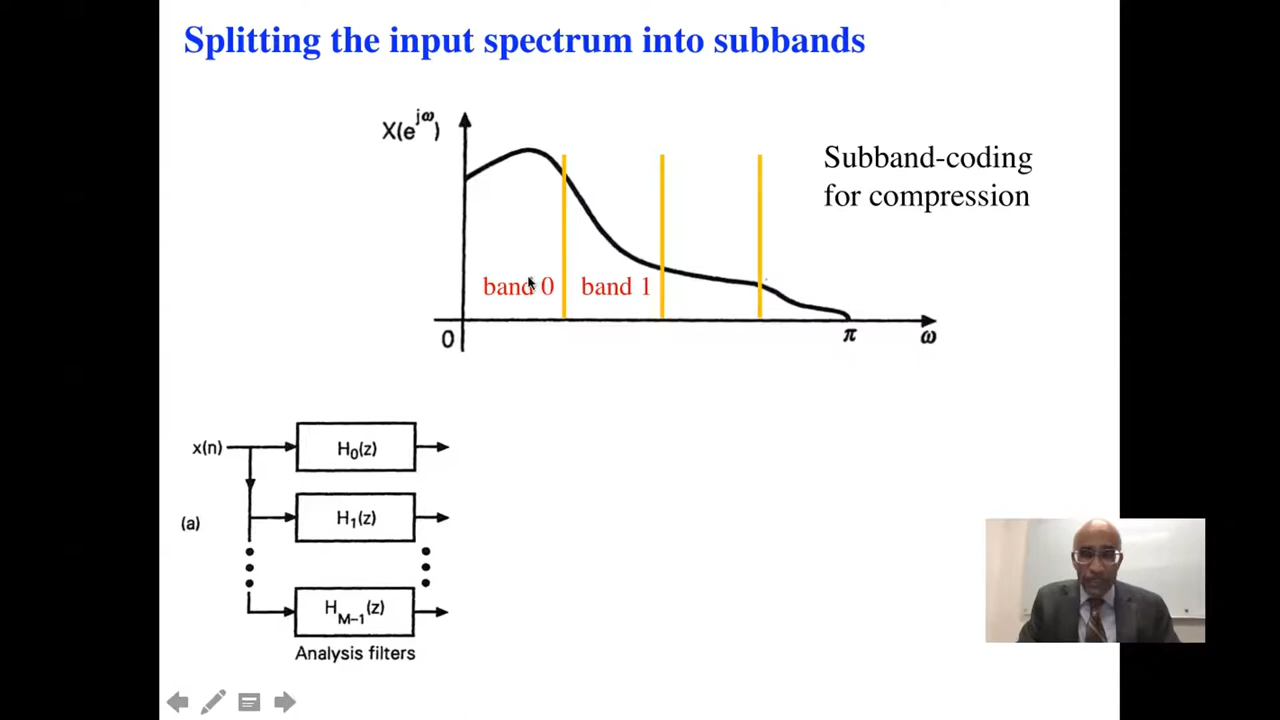 Splitting the input spectrum into subbands
X(e^jω)
Subband-coding
for compression
band 0
band 1
0
π
ω
x(n)
H₀(z)
(a)
H₁(z)
H_M−1(z)
Analysis filters